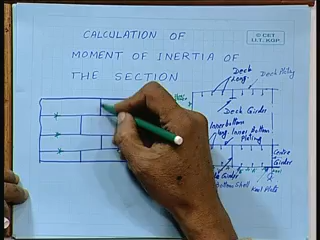 © CET
I.I.T. KGP
CALCULATION OF
MOMENT OF INERTIA OF
THE SECTION
Deck
Long.
Deck Plating
Deck Girder
Inner bottom
long.
Inner Bottom
Plating
Centre
Girder
Girder
Bottom Shell
Keel Plate